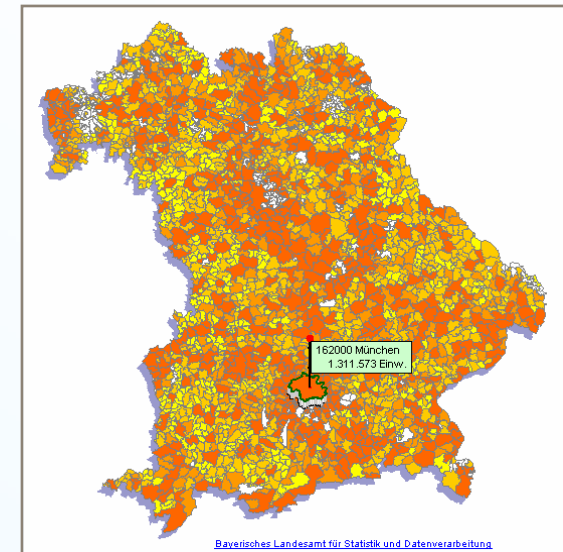 162000 München
1.311.573 Einw.
Bayerisches Landesamt für Statistik und Datenverarbeitung